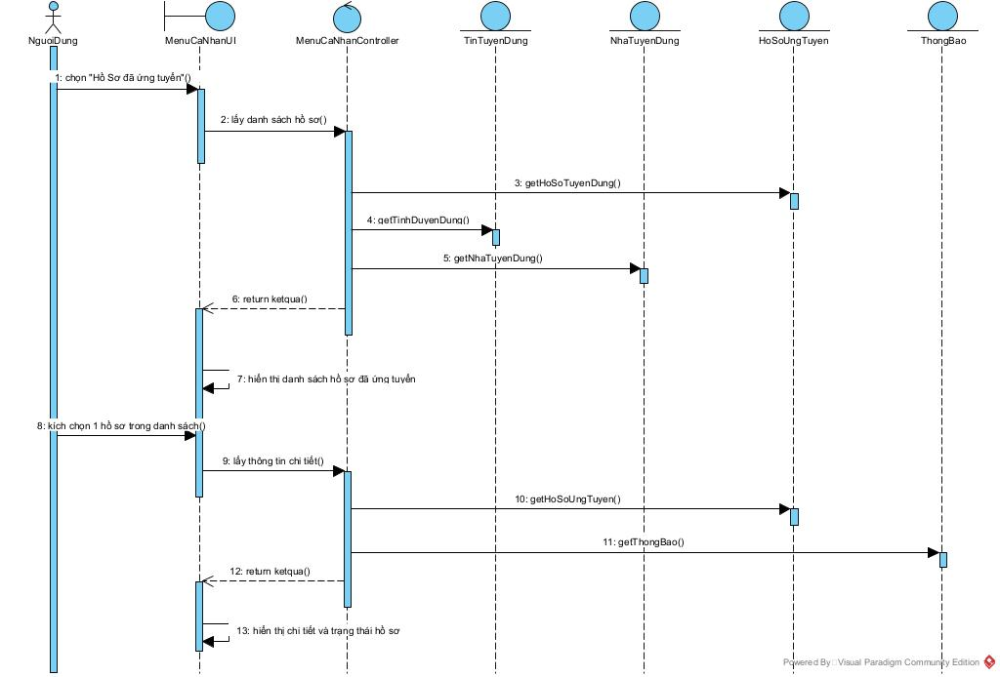 NguoiDung
MenuCaNhanUI
MenuCaNhanController
TinTuyenDung
NhaTuyenDung
HoSoUngTuyen
ThongBao
1: chọn "Hồ Sơ đã ứng tuyển"()
2: lấy danh sách hồ sơ()
3: getHoSoTuyenDung()
4: getTinhDuyenDung()
5: getNhaTuyenDung()
6: return ketqua()
7: hiển thị danh sách hồ sơ đã ứng tuyển
8: kích chọn 1 hồ sơ trong danh sách()
9: lấy thông tin chi tiết()
10: getHoSoUngTuyen()
11: getThongBao()
12: return ketqua()
13: hiển thị chi tiết và trạng thái hồ sơ
Powered By Visual Paradigm Community Edition